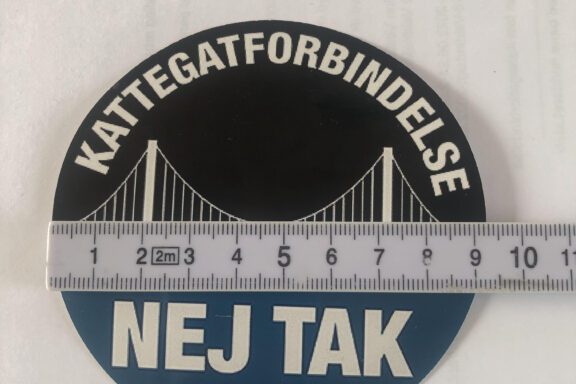 KATTEGATFORBINDELSE
1 2 2m 3 4 5 6 7 8 9 10 11
NEJ TAK